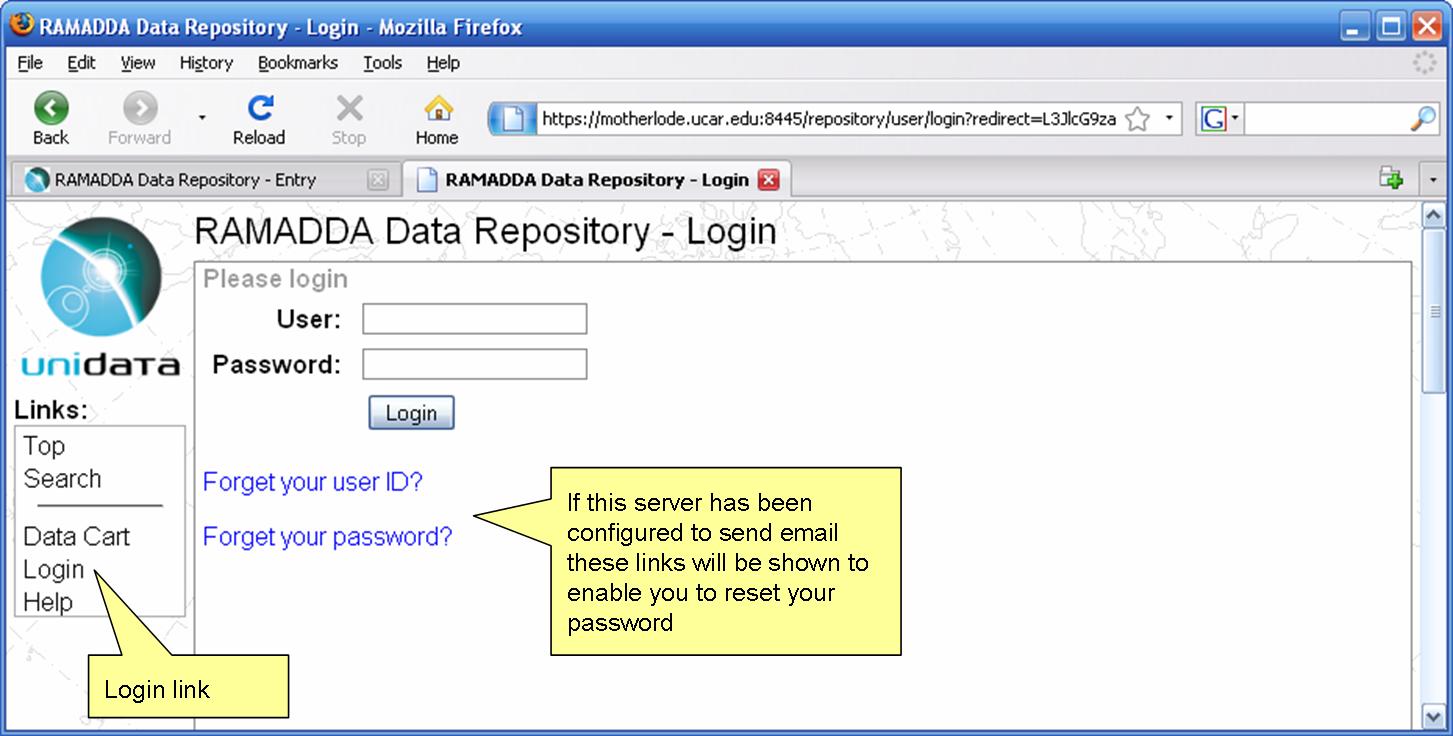 RAMADDA Data Repository - Login - Mozilla Firefox
File Edit View History Bookmarks Tools Help
Back Forward Reload Stop Home
https://motherlode.ucar.edu:8445/repository/user/login?redirect=L3JlcG9za
G
RAMADDA Data Repository - Entry
RAMADDA Data Repository - Login
unidata
RAMADDA Data Repository - Login
Please login
User:
Password:
Login
Forget your user ID?
Forget your password?
If this server has been
configured to send email
these links will be shown to
enable you to reset your
password
Links:
Top
Search
Data Cart
Login
Help
Login link